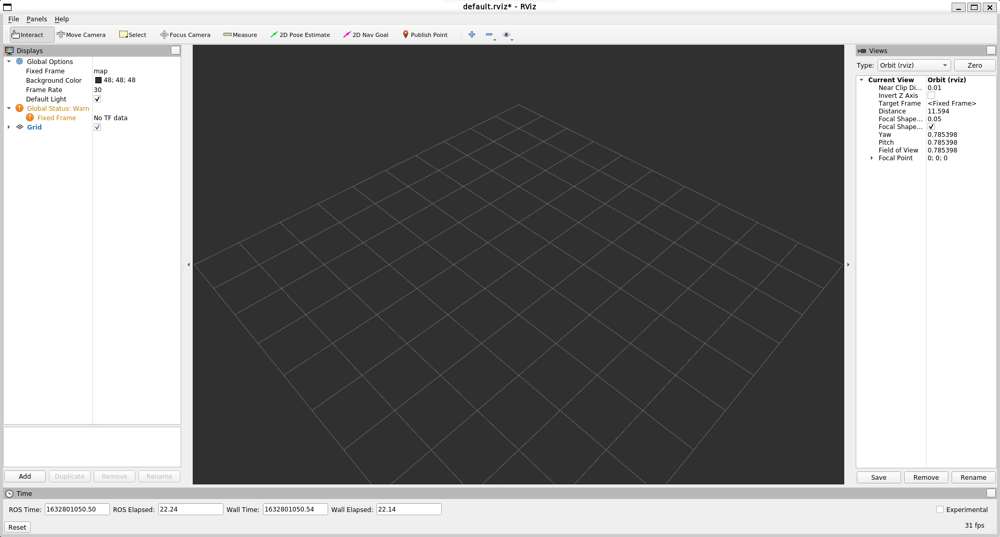 default.rviz* - RViz
File Panels Help
Interact Move Camera Select Focus Camera Measure 2D Pose Estimate 2D Nav Goal Publish Point
Displays
Global Options
Fixed Frame map
Background Color 48; 48; 48
Frame Rate 30
Default Light
Global Status: Warn
Fixed Frame No TF data
Grid
Add Duplicate Remove Rename
Views
Type: Orbit (rviz) Zero
Current View Orbit (rviz)
Near Clip Di... 0.01
Invert Z Axis
Target Frame <Fixed Frame>
Distance 11.594
Focal Shape... 0.05
Focal Shape...
Yaw 0.785398
Pitch 0.785398
Field of View 0.785398
Focal Point 0; 0; 0
Save Remove Rename
Time
ROS Time: 1632801050.50 ROS Elapsed: 22.24 Wall Time: 1632801050.54 Wall Elapsed: 22.14 Experimental
Reset 31 fps